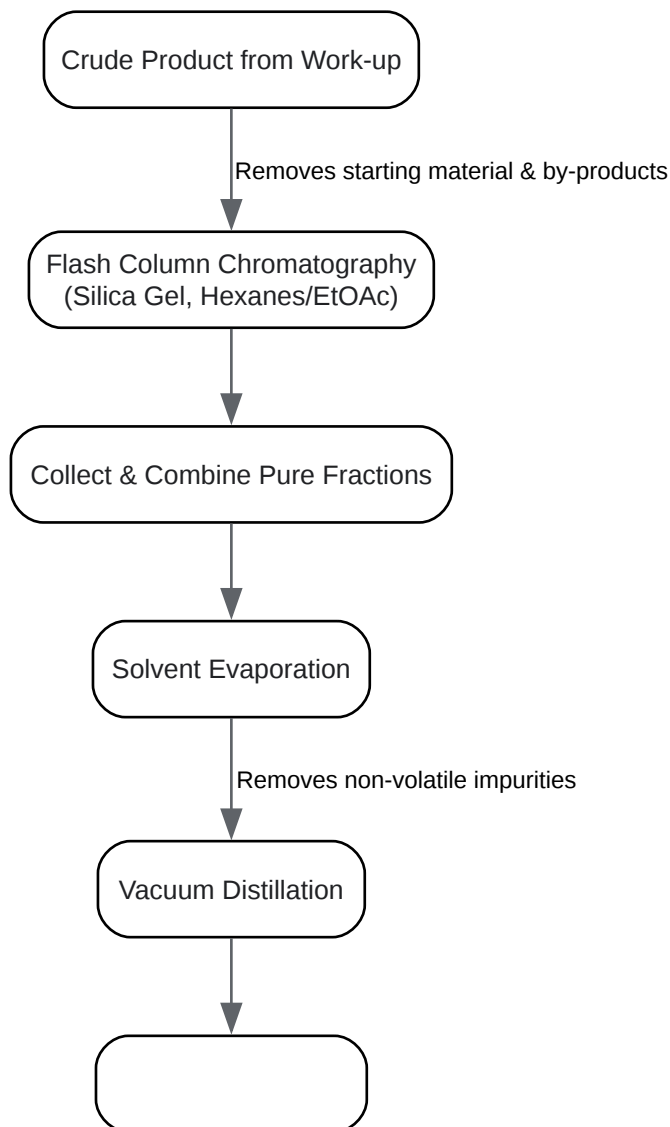 Crude Product from Work-up
Removes starting material & by-products
Flash Column Chromatography
(Silica Gel, Hexanes/EtOAc)
Collect & Combine Pure Fractions
Solvent Evaporation
Removes non-volatile impurities
Vacuum Distillation